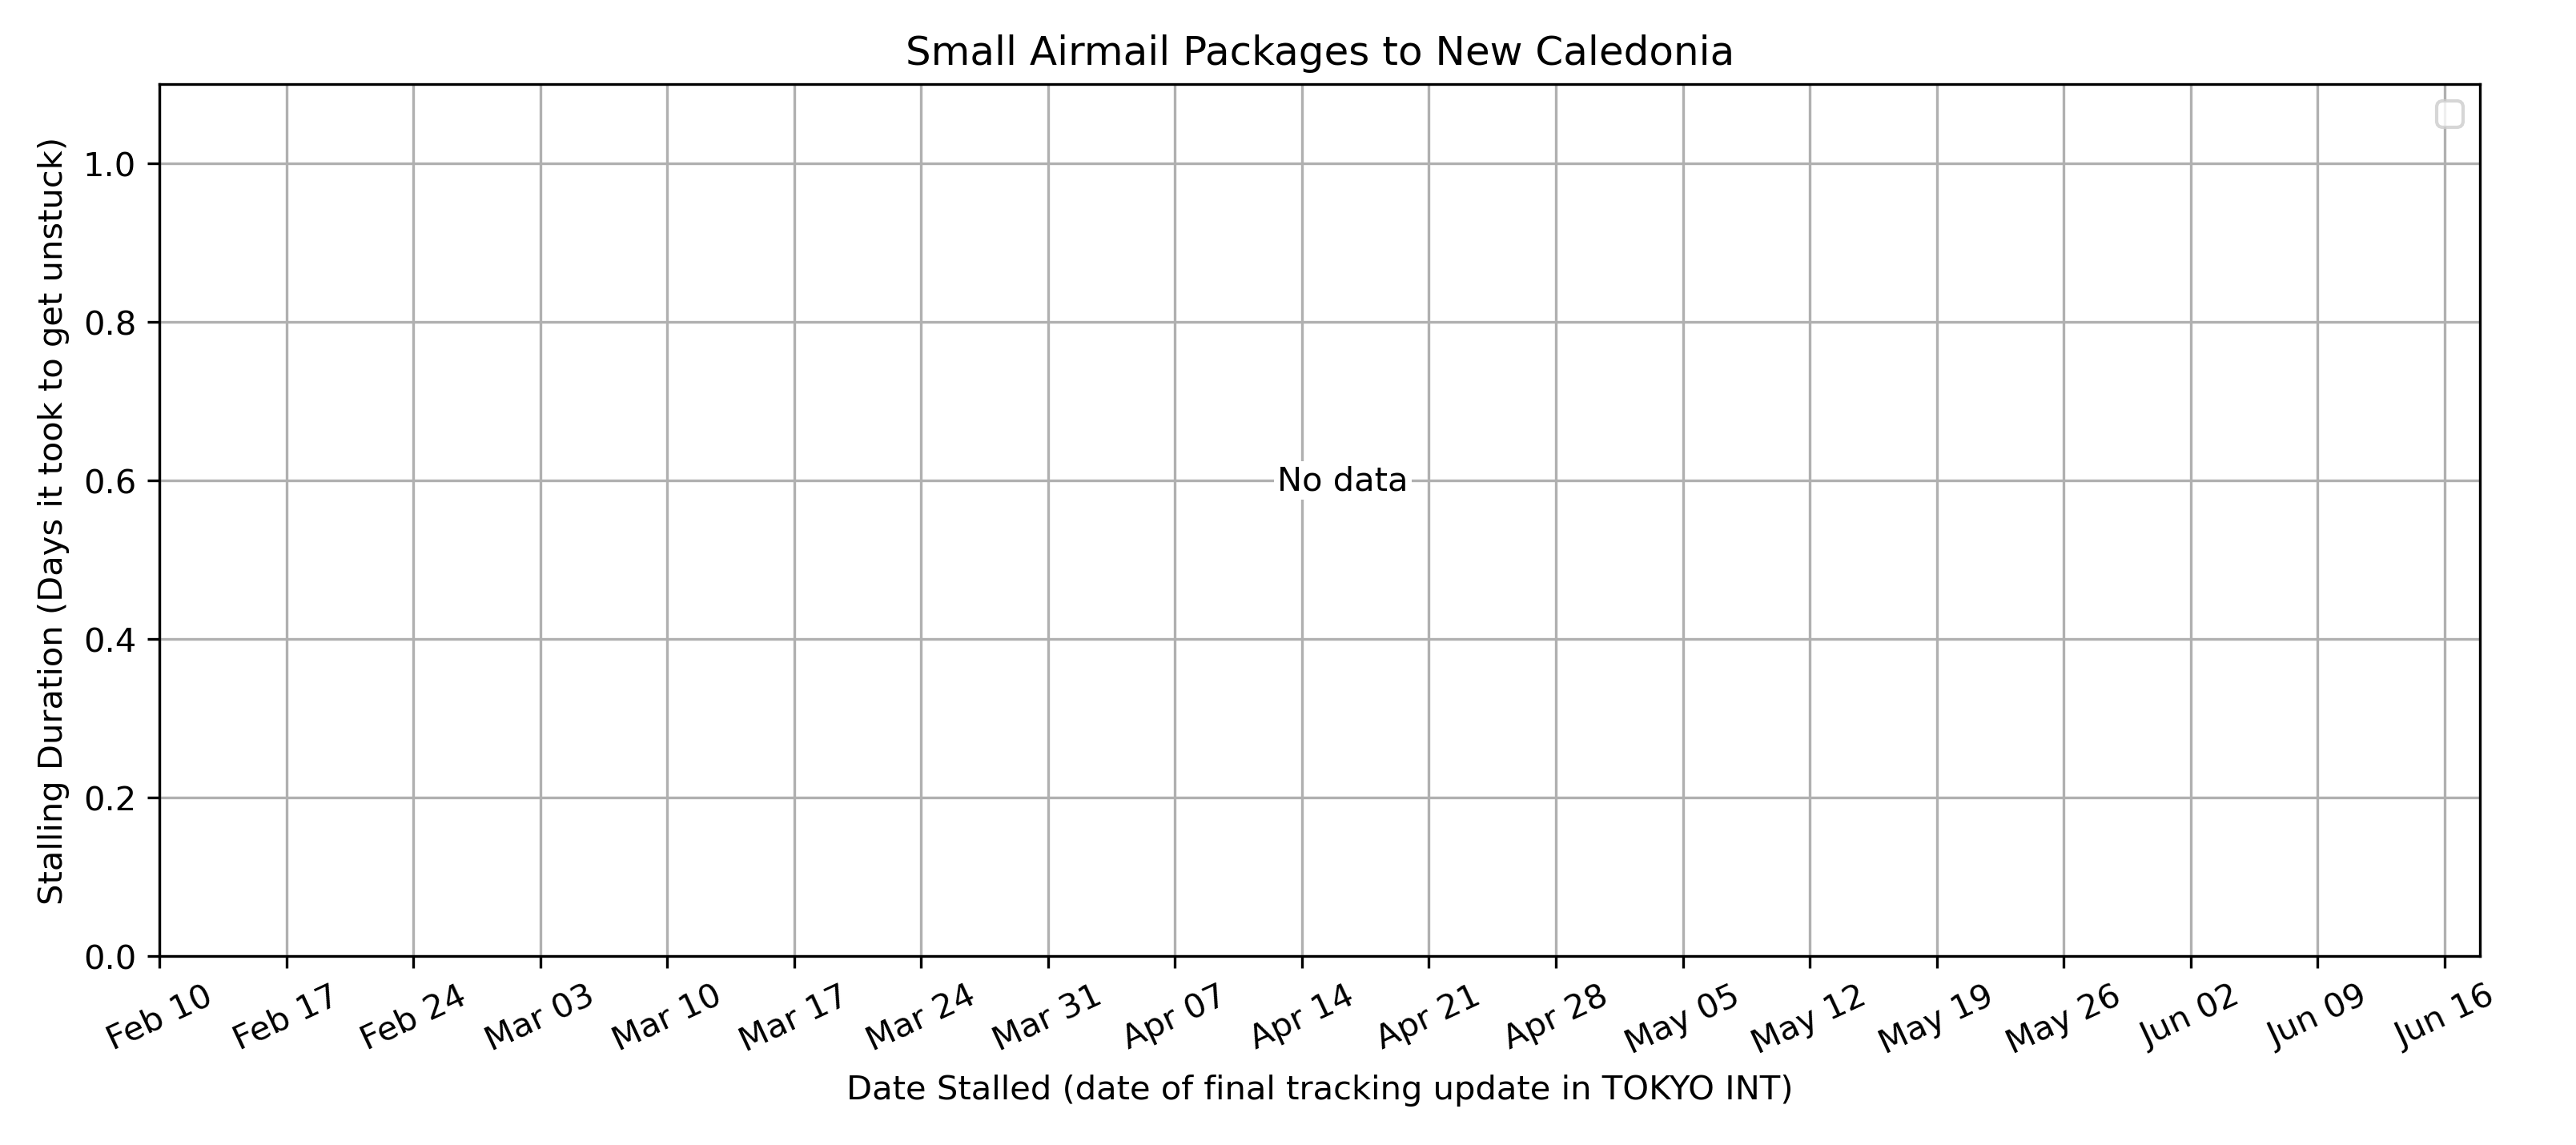 Small Airmail Packages to New Caledonia
Stalling Duration (Days it took to get unstuck)
1.0
0.8
0.6
0.4
0.2
0.0
No data
Feb 10 Feb 17 Feb 24 Mar 03 Mar 10 Mar 17 Mar 24 Mar 31 Apr 07 Apr 14 Apr 21 Apr 28 May 05 May 12 May 19 May 26 Jun 02 Jun 09 Jun 16
Date Stalled (date of final tracking update in TOKYO INT)